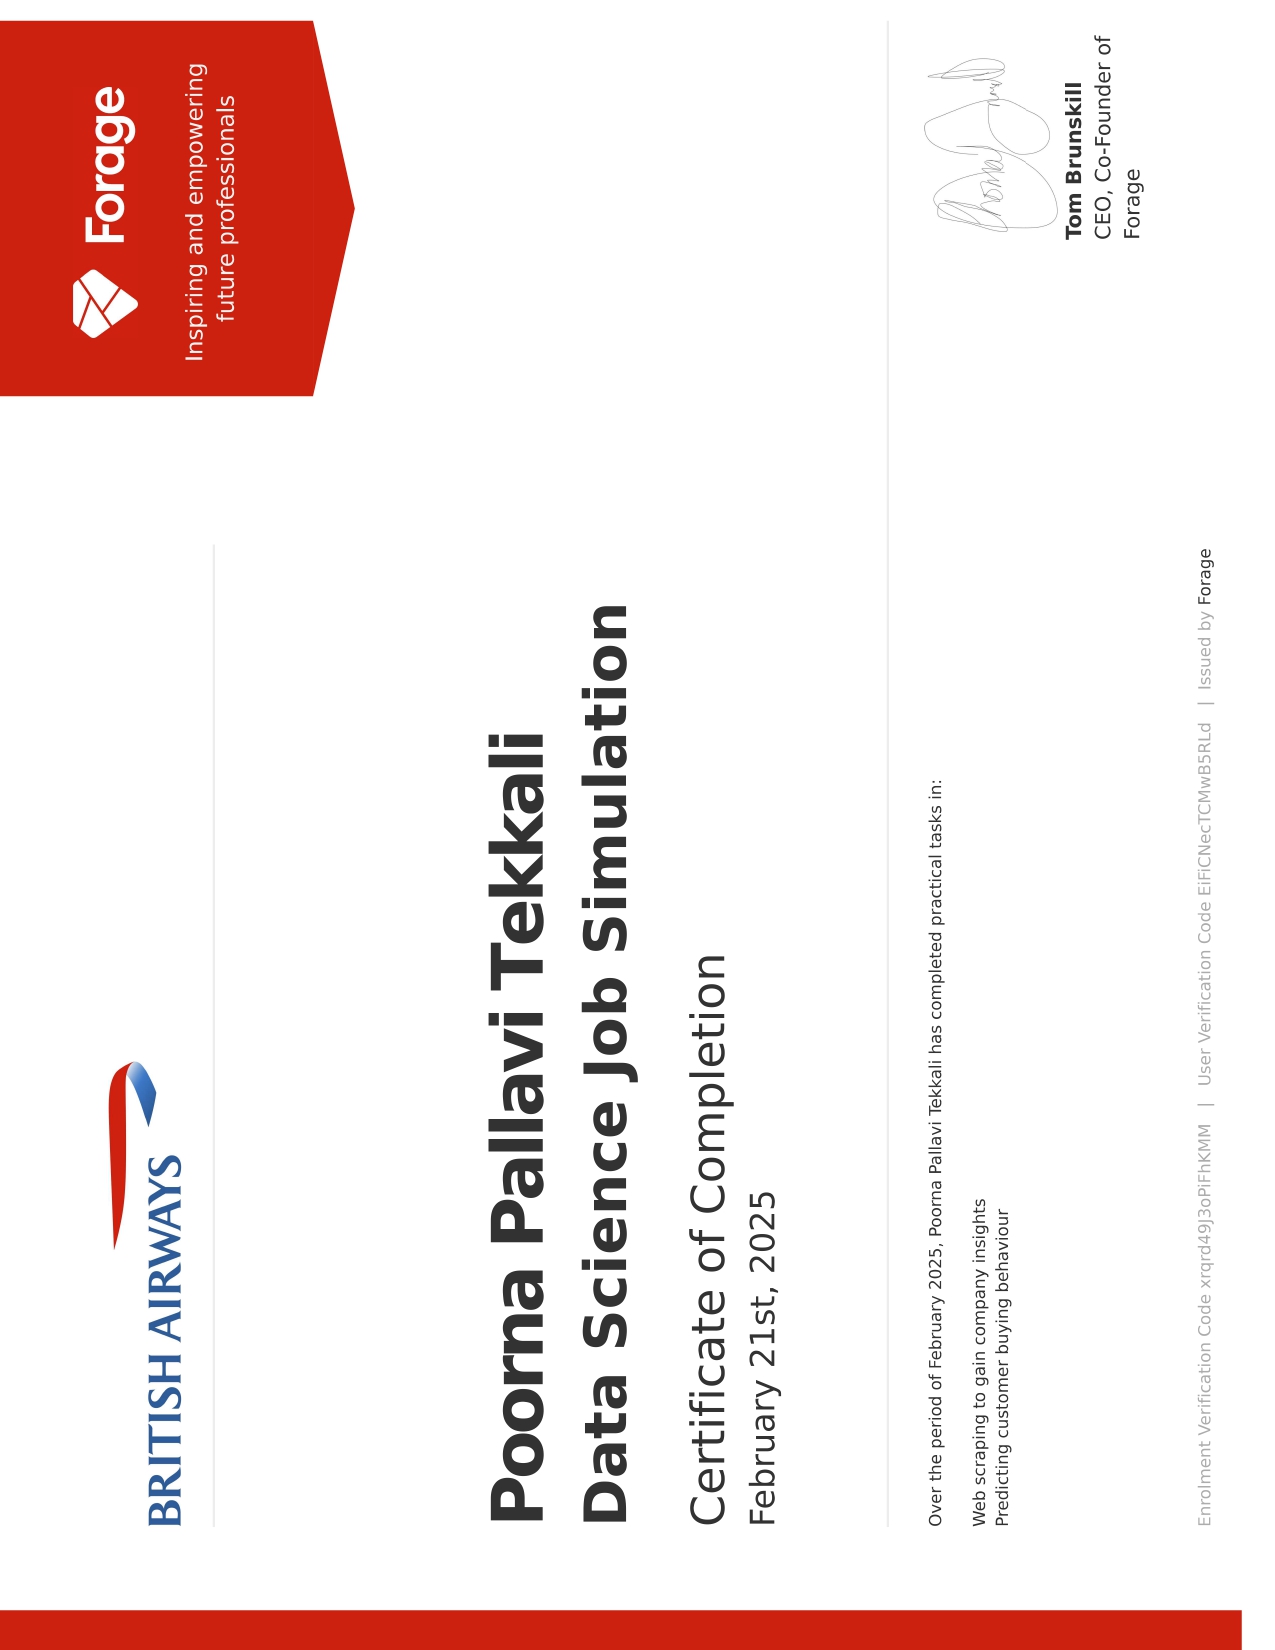 BRITISH AIRWAYS
Forage
Inspiring and empowering
future professionals
Poorna Pallavi Tekkali
Data Science Job Simulation
Certificate of Completion
February 21st, 2025
Over the period of February 2025, Poorna Pallavi Tekkali has completed practical tasks in:
Web scraping to gain company insights
Predicting customer buying behaviour
Tom Brunskill
CEO, Co-Founder of
Forage
Enrolment Verification Code xrqrd49J3oPiFhKMM | User Verification Code EiFiCNecTCMwB5RLd | Issued by Forage